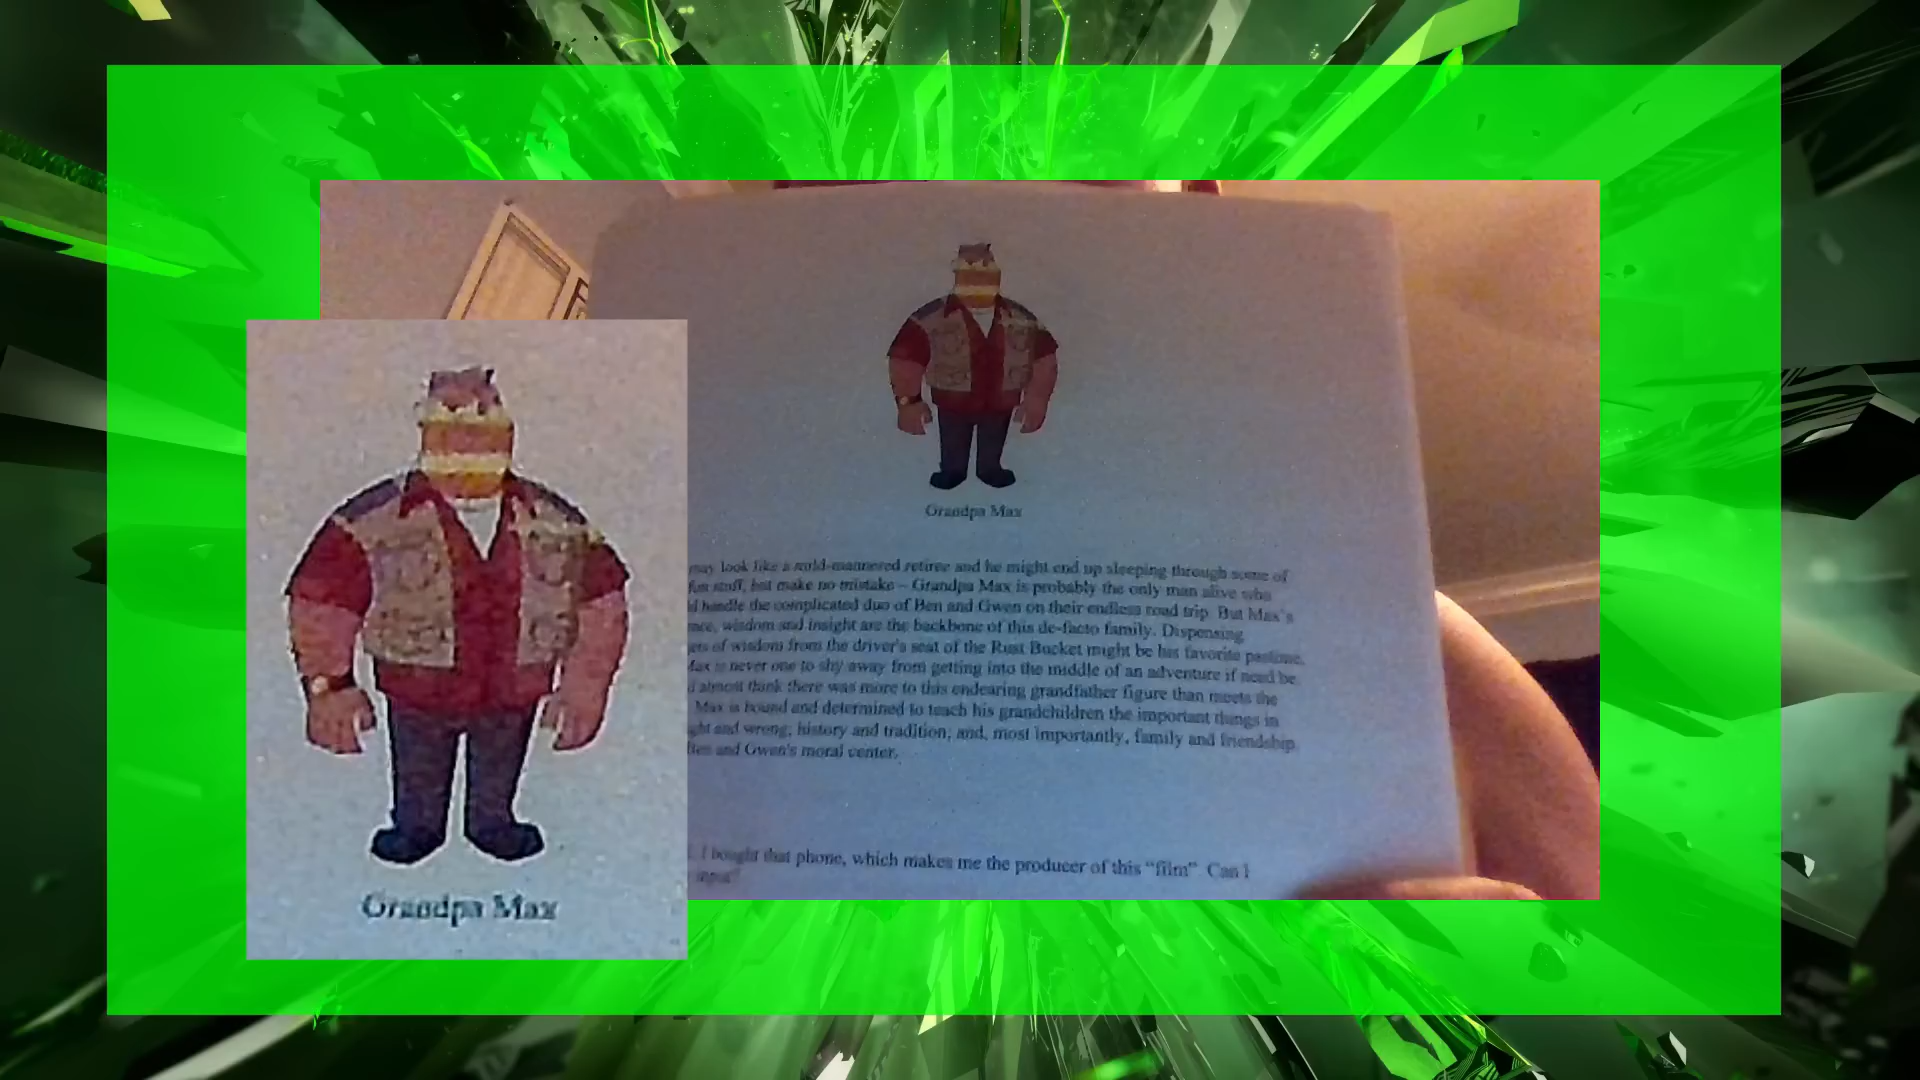 Grandpa Max
Grandpa Max
may look like a mild-mannered retiree and he might end up sleeping through some of
fun stuff, but make no mistake – Grandpa Max is probably the only man alive who
handle the complicated duo of Ben and Gwen on their endless road trip. But Max's
wisdom and insight are the backbone of this de-facto family. Dispensing
of wisdom from the driver's seat of the Rust Bucket might be his favorite pastime,
Max is never one to shy away from getting into the middle of an adventure if need be.
almost think there was more to this endearing grandfather figure than meets the
Max is bound and determined to teach his grandchildren the important things in
and wrong, history and tradition, and, most importantly, family and friendship.
Ben and Gwen's moral center.
I bought that phone, which makes me the producer of this “film” Can I
input?